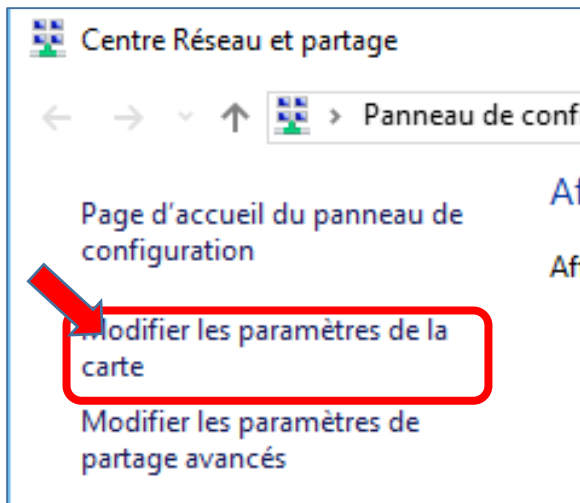 Centre Réseau et partage
Panneau de conf
Af
Page d'accueil du panneau de
configuration
Af
Modifier les paramètres de la
carte
Modifier les paramètres de
partage avancés